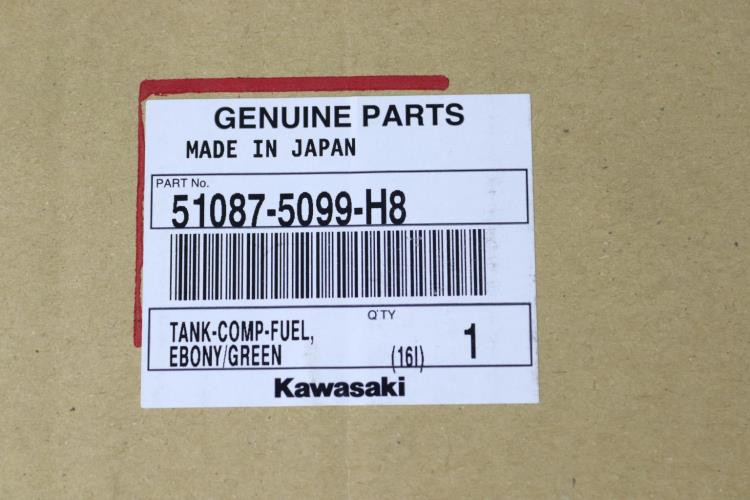 GENUINE PARTS
MADE IN JAPAN
PART No.
51087-5099-H8
Q'TY
TANK-COMP-FUEL,
EBONY/GREEN (16I) 1
Kawasaki